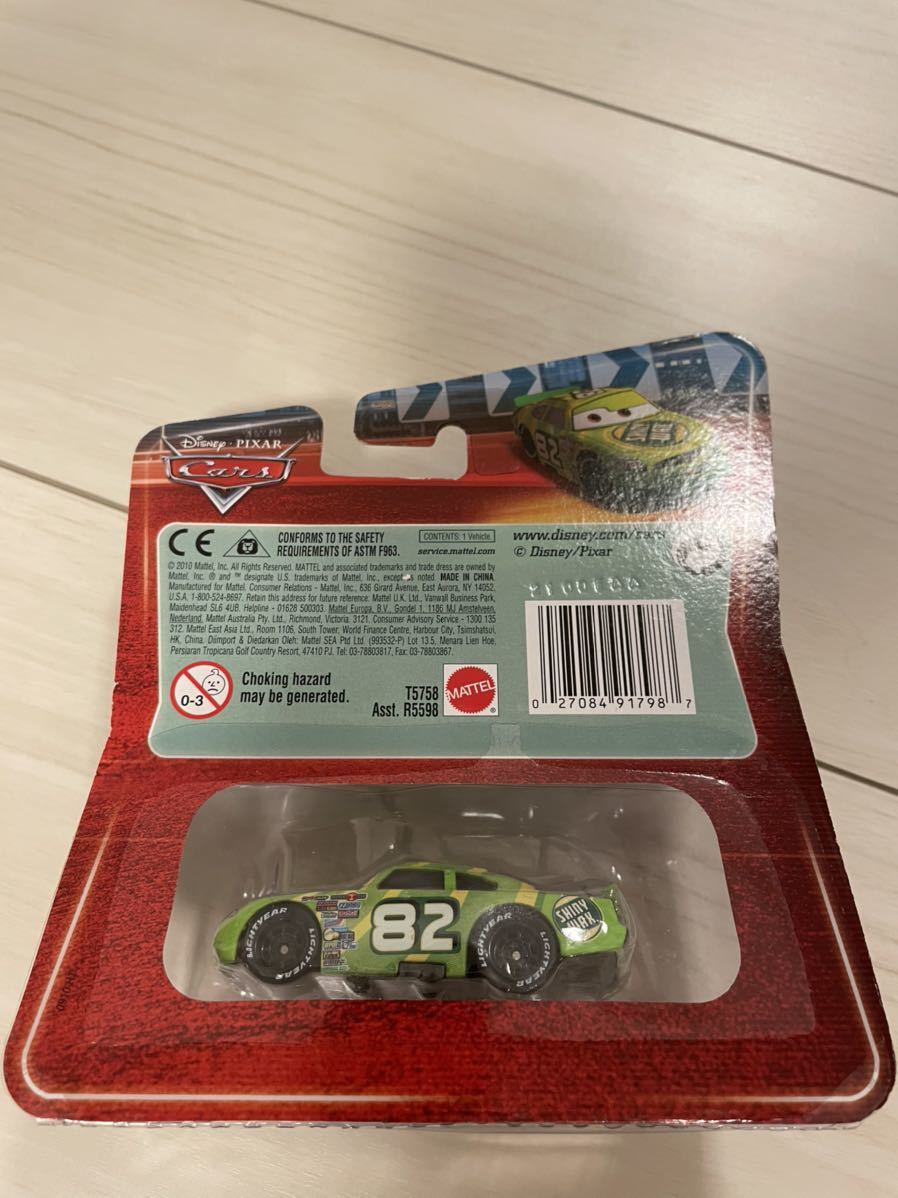 Disney · PIXAR
Cars
82
CE
CONFORMS TO THE SAFETY
REQUIREMENTS OF ASTM F963.
CONTENTS: 1 Vehicle.
service.mattel.com
www.disney.com/cars
© Disney/Pixar
© 2010 Mattel, Inc. All Rights Reserved. MATTEL and associated trademarks and trade dress are owned by
Mattel, Inc. ® and ™ designate U.S. trademarks of Mattel, Inc., except as noted. MADE IN CHINA.
Manufactured for Mattel. Consumer Relations - Mattel, Inc., 636 Girard Avenue, East Aurora, NY 14052,
U.S.A. 1-800-524-8697. Retain this address for future reference: Mattel U.K. Ltd., Vanwall Business Park,
Maidenhead SL6 4UB. Helpline - 01628 500303. Mattel Europa, B.V., Gondel 1, 1186 MJ Amstelveen,
Nederland. Mattel Australia Pty. Ltd., Richmond, Victoria. 3121. Consumer Advisory Service - 1300 135
312. Mattel East Asia Ltd., Room 1106, South Tower, World Finance Centre, Harbour City, Tsimshatsui,
HK, China. Diimport & Diedarkan Oleh: Mattel SEA Ptd Ltd. (993532-P) Lot 13.5, Menara Lien Hoe,
Persiaran Tropicana Golf Country Resort, 47410 PJ. Tel: 03-78803817, Fax: 03-78803867.
0-3
Choking hazard
may be generated.
T5758
Asst. R5598
MATTEL
®
0 27084 91798 7
LIGHTYEAR
LIGHTYEAR
82
LIGHTYEAR
LIGHTYEAR
SHINY
WAX